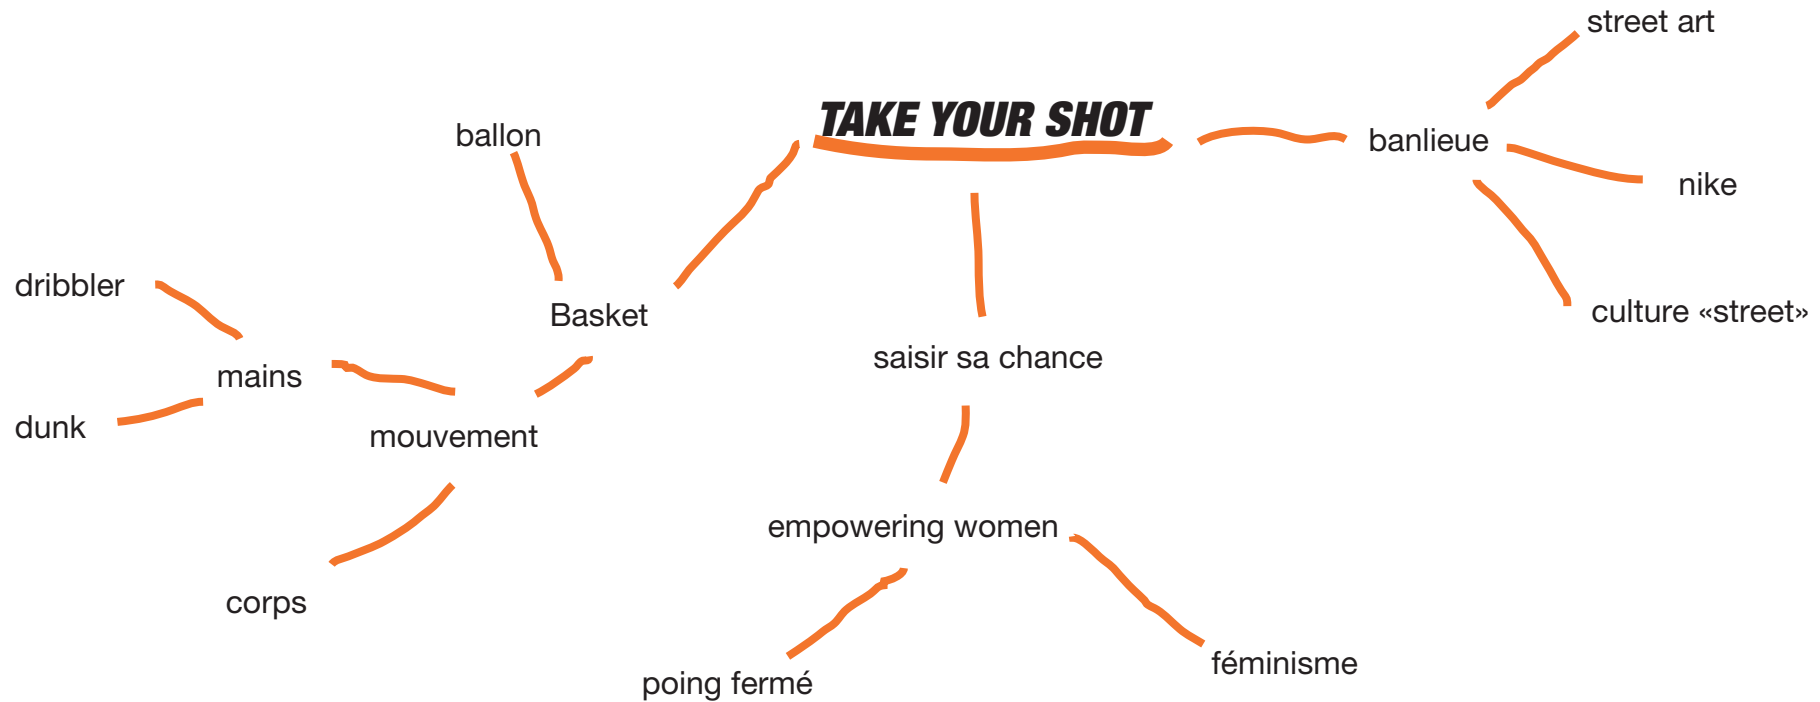 street art
TAKE YOUR SHOT
ballon
banlieue
nike
dribbler
Basket
culture «street»
saisir sa chance
mains
dunk
mouvement
empowering women
corps
féminisme
poing fermé